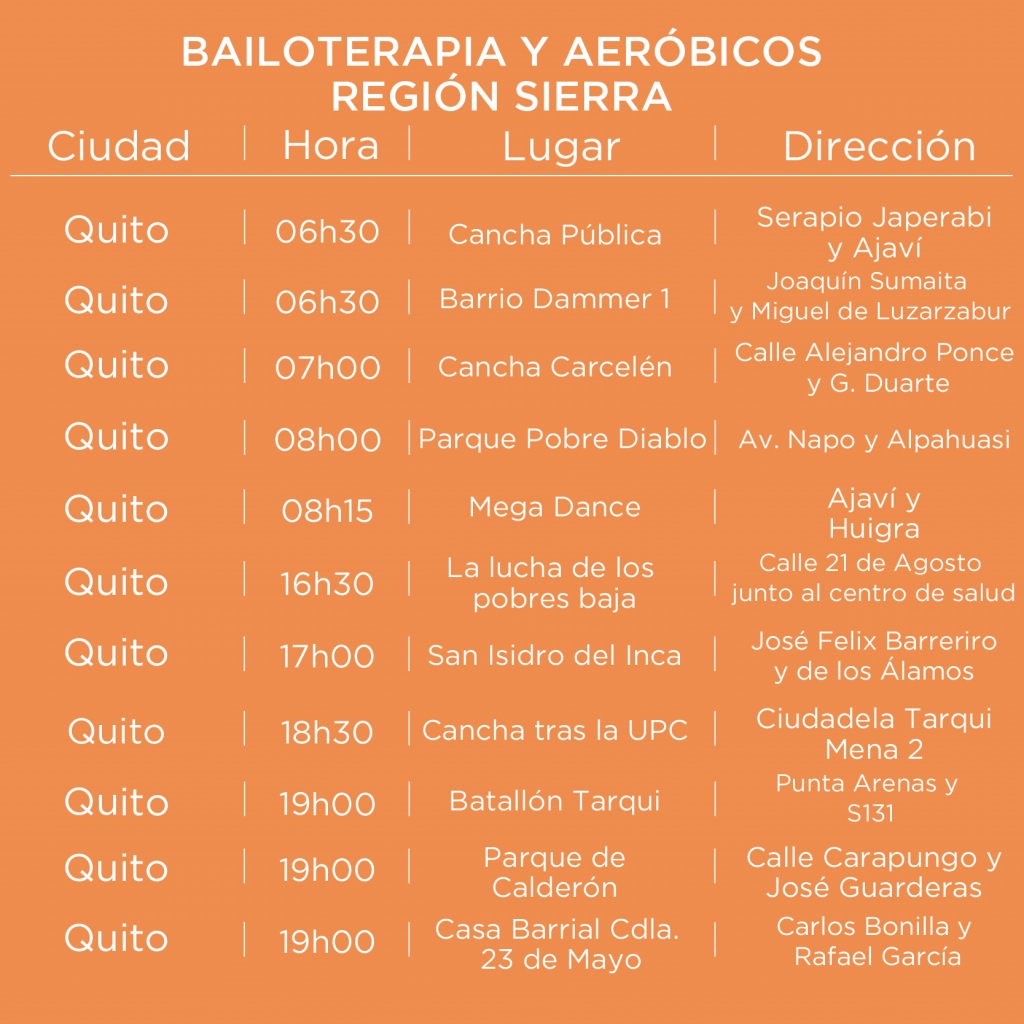 BAILOTERAPIA Y AERÓBICOS
REGIÓN SIERRA
Ciudad | Hora | Lugar | Dirección
Quito | 06h30 | Cancha Pública | Serapio Japerabi
y Ajaví
Quito | 06h30 | Barrio Dammer 1 | Joaquín Sumaita
y Miguel de Luzarzabur
Quito | 07h00 | Cancha Carcelén | Calle Alejandro Ponce
y G. Duarte
Quito | 08h00 | Parque Pobre Diablo | Av. Napo y Alpahuasi
Quito | 08h15 | Mega Dance | Ajaví y
Huigra
Quito | 16h30 | La lucha de los
pobres baja | Calle 21 de Agosto
junto al centro de salud
Quito | 17h00 | San Isidro del Inca | José Felix Barreriro
y de los Álamos
Quito | 18h30 | Cancha tras la UPC | Ciudadela Tarqui
Mena 2
Quito | 19h00 | Batallón Tarqui | Punta Arenas y
S131
Quito | 19h00 | Parque de
Calderón | Calle Carapungo y
José Guarderas
Quito | 19h00 | Casa Barrial Cdla.
23 de Mayo | Carlos Bonilla y
Rafael García